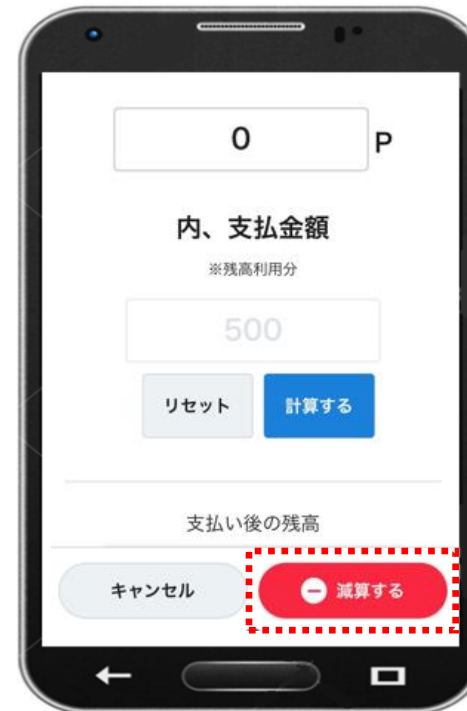 0 P
内、支払金額
※残高利用分
500
リセット 計算する
支払い後の残高
キャンセル 減算する